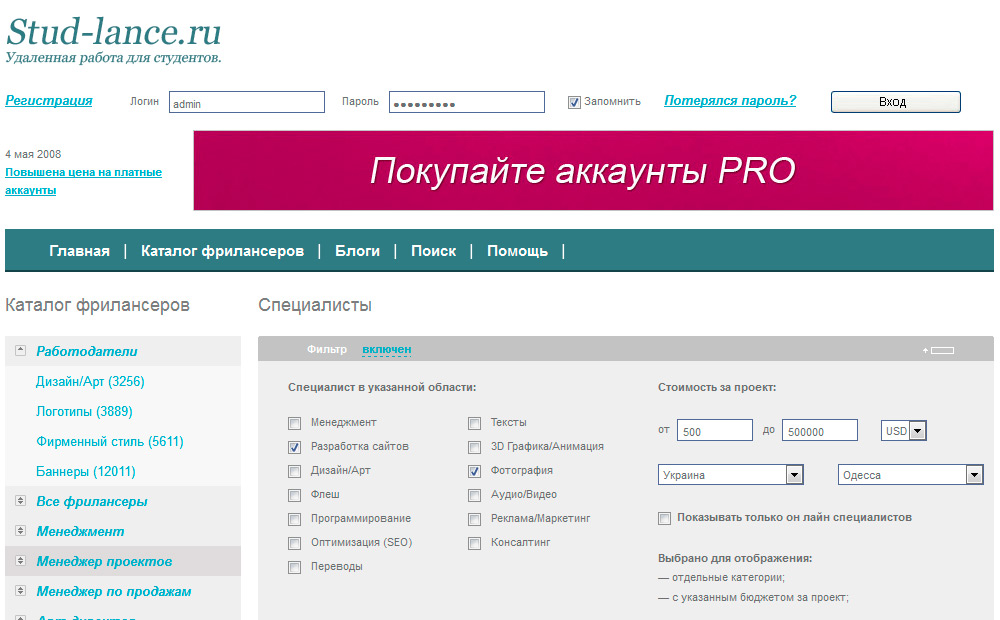 Stud-lance.ru
Удаленная работа для студентов.
Регистрация Логин admin Пароль ●●●●●●●●● Запомнить Потерялся пароль? Вход
4 мая 2008
Повышена цена на платные
аккаунты
Покупайте аккаунты PRO
Главная | Каталог фрилансеров | Блоги | Поиск | Помощь |
Каталог фрилансеров
Работодатели
Дизайн/Арт (3256)
Логотипы (3889)
Фирменный стиль (5611)
Баннеры (12011)
Все фрилансеры
Менеджмент
Менеджер проектов
Менеджер по продажам
Арт-директора
Специалисты
Фильтр включен
Специалист в указанной области:
Менеджмент
Разработка сайтов
Дизайн/Арт
Флеш
Программирование
Оптимизация (SEO)
Переводы
Тексты
3D Графика/Анимация
Фотография
Аудио/Видео
Реклама/Маркетинг
Консалтинг
Стоимость за проект:
от 500 до 500000 USD
Украина Одесса
Показывать только он лайн специалистов
Выбрано для отображения:
— отдельные категории;
— с указанным бюджетом за проект;